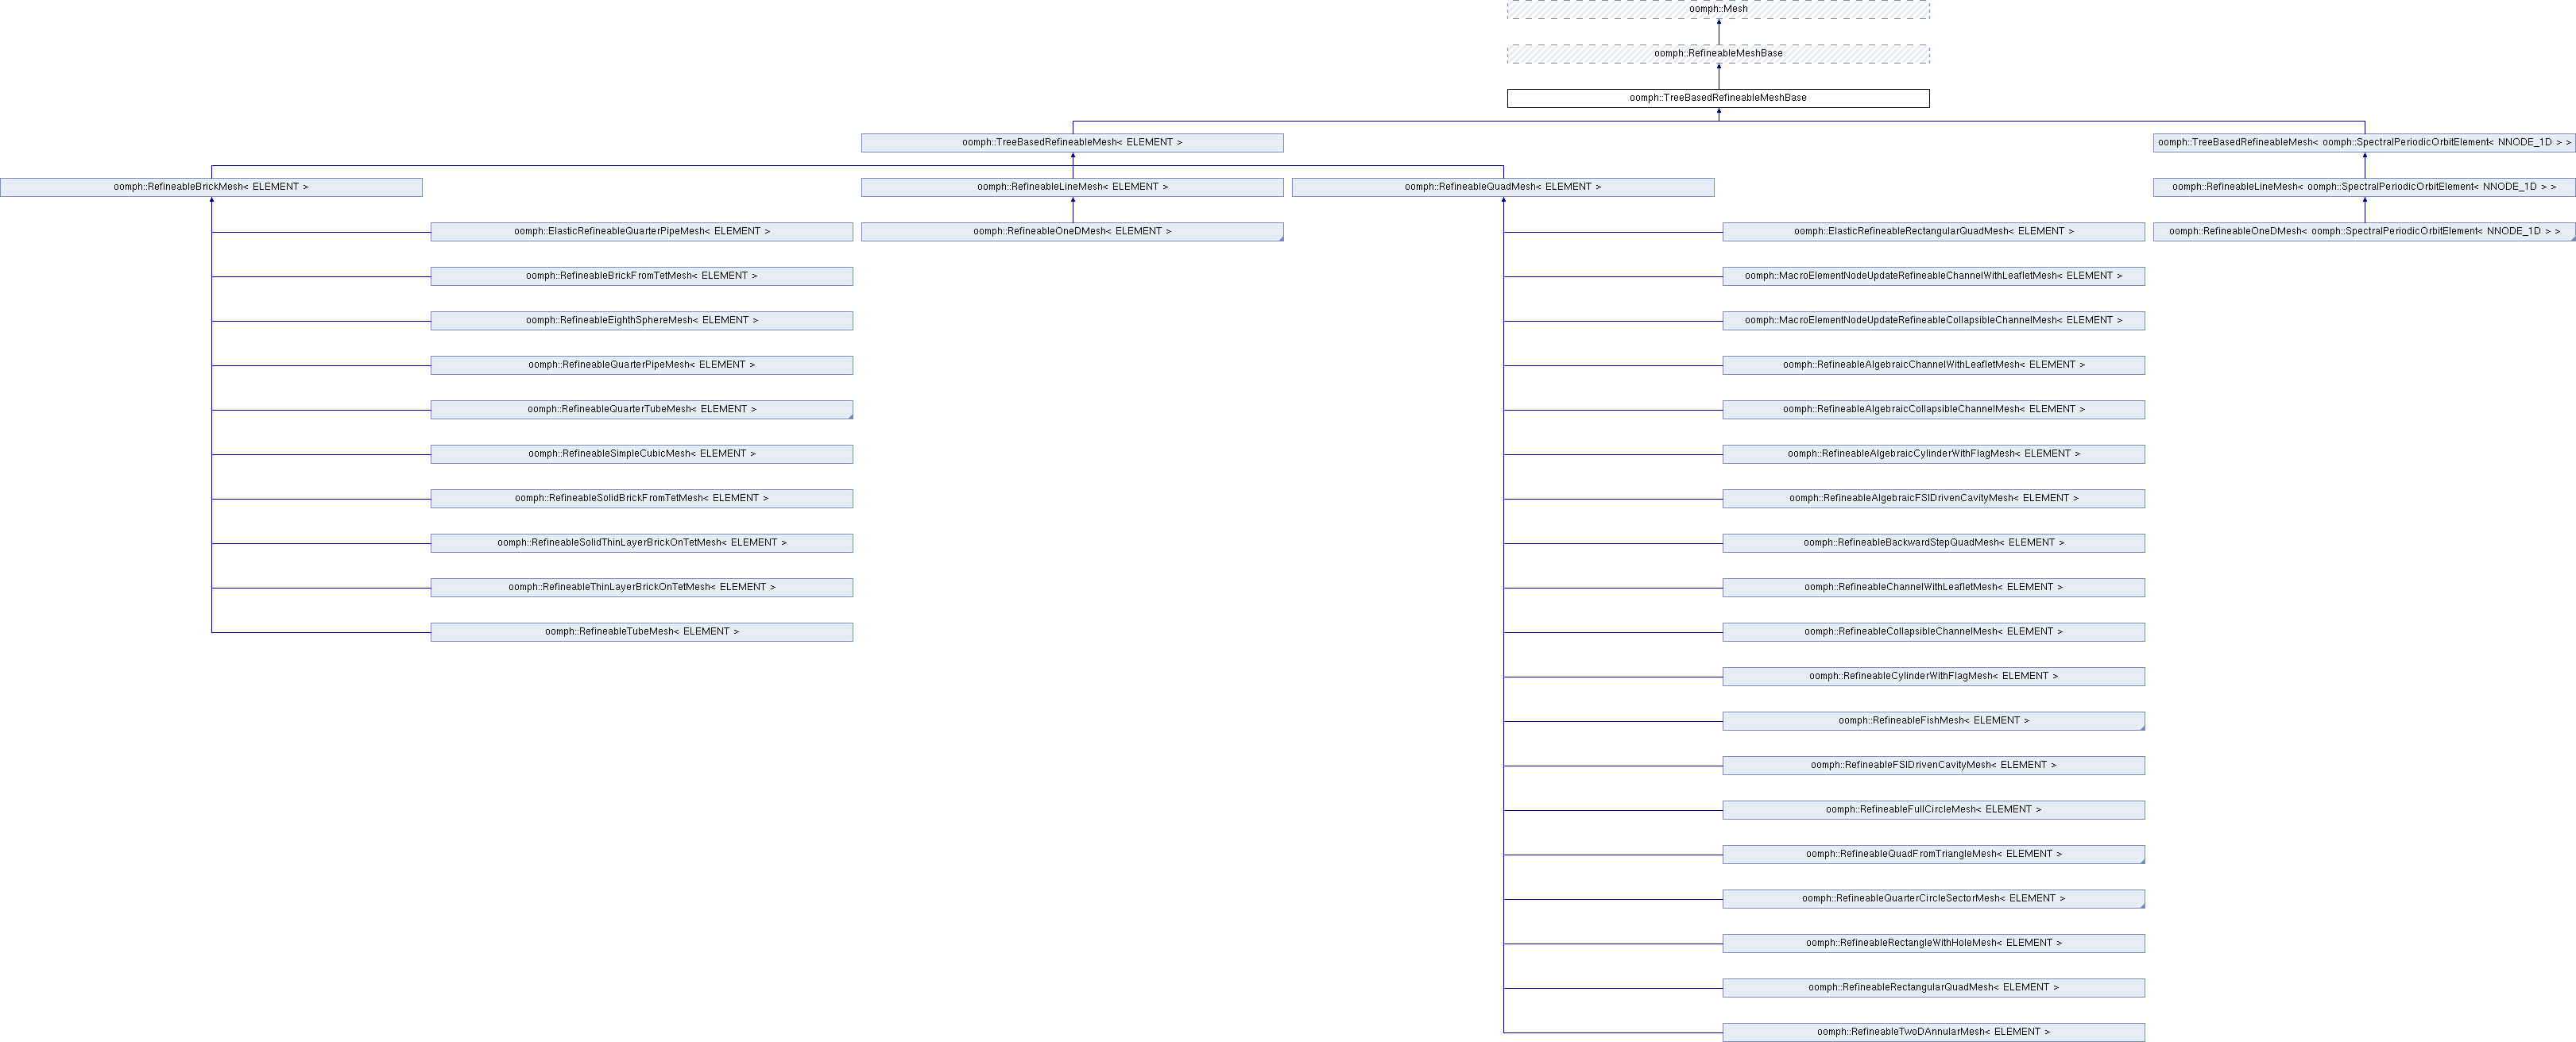 oomph::Mesh
oomph::RefineableMeshBase
oomph::TreeBasedRefineableMeshBase
oomph::TreeBasedRefineableMesh< ELEMENT >
oomph::TreeBasedRefineableMesh< oomph::SpectralPeriodicOrbitElement< NNODE_1D > >
oomph::RefineableBrickMesh< ELEMENT >
oomph::RefineableLineMesh< ELEMENT >
oomph::RefineableQuadMesh< ELEMENT >
oomph::RefineableLineMesh< oomph::SpectralPeriodicOrbitElement< NNODE_1D > >
oomph::ElasticRefineableQuarterPipeMesh< ELEMENT >
oomph::RefineableOneDMesh< ELEMENT >
oomph::ElasticRefineableRectangularQuadMesh< ELEMENT >
oomph::RefineableOneDMesh< oomph::SpectralPeriodicOrbitElement< NNODE_1D > >
oomph::RefineableBrickFromTetMesh< ELEMENT >
oomph::MacroElementNodeUpdateRefineableChannelWithLeafletMesh< ELEMENT >
oomph::RefineableEighthSphereMesh< ELEMENT >
oomph::MacroElementNodeUpdateRefineableCollapsibleChannelMesh< ELEMENT >
oomph::RefineableQuarterPipeMesh< ELEMENT >
oomph::RefineableAlgebraicChannelWithLeafletMesh< ELEMENT >
oomph::RefineableQuarterTubeMesh< ELEMENT >
oomph::RefineableAlgebraicCollapsibleChannelMesh< ELEMENT >
oomph::RefineableSimpleCubicMesh< ELEMENT >
oomph::RefineableAlgebraicCylinderWithFlagMesh< ELEMENT >
oomph::RefineableSolidBrickFromTetMesh< ELEMENT >
oomph::RefineableAlgebraicFSIDrivenCavityMesh< ELEMENT >
oomph::RefineableSolidThinLayerBrickOnTetMesh< ELEMENT >
oomph::RefineableBackwardStepQuadMesh< ELEMENT >
oomph::RefineableThinLayerBrickOnTetMesh< ELEMENT >
oomph::RefineableChannelWithLeafletMesh< ELEMENT >
oomph::RefineableTubeMesh< ELEMENT >
oomph::RefineableCollapsibleChannelMesh< ELEMENT >
oomph::RefineableCylinderWithFlagMesh< ELEMENT >
oomph::RefineableFishMesh< ELEMENT >
oomph::RefineableFSIDrivenCavityMesh< ELEMENT >
oomph::RefineableFullCircleMesh< ELEMENT >
oomph::RefineableQuadFromTriangleMesh< ELEMENT >
oomph::RefineableQuarterCircleSectorMesh< ELEMENT >
oomph::RefineableRectangleWithHoleMesh< ELEMENT >
oomph::RefineableRectangularQuadMesh< ELEMENT >
oomph::RefineableTwoDAnnularMesh< ELEMENT >